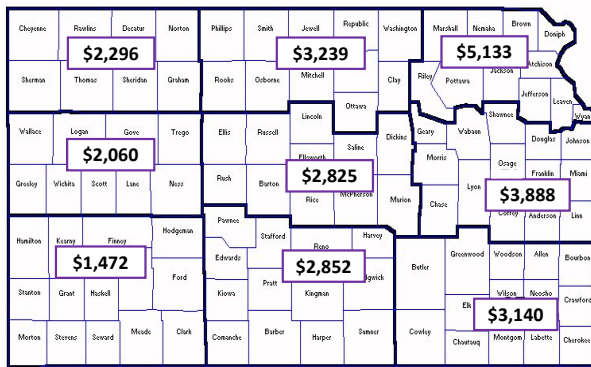 Cheyenne Rawlins Decatur Norton
$2,296
Sherman Thomas Sheridan Graham
Phillips Smith Jewell Republic Washington
$3,239
Rooks Osborne Mitchell Clay
Ottawa
Marshall Nemaha Brown Doniph
$5,133
Riley Pottawa Jackson Atchison
Jefferson Leaven
Wyan
Wallace Logan Gove Trego
$2,060
Greeley Wichita Scott Lane Ness
Lincoln
Ellis Russell Saline Dickins
Ellsworth
$2,825
Rush Barton Rice McPherson Marion
Shawnee
Geary Wabaun Douglas Johnson
Morris Osage
Lyon Franklin Miami
$3,888
Chase Coffey Anderson Linn
Hodgeman
Hamilton Kearny Finney
$1,472
Ford
Stanton Grant Haskell
Morton Stevens Seward Meade Clark
Pawnee Stafford Reno Harvey
Edwards
$2,852
Pratt dgwick
Kiowa Kingman
Comanche Barber Harper Sumner
Butler Greenwood Woodson Allen Bourbon
Elk Wilson Neosho Crawford
$3,140
Cowley Chautauq Montgom Labette Cherokee